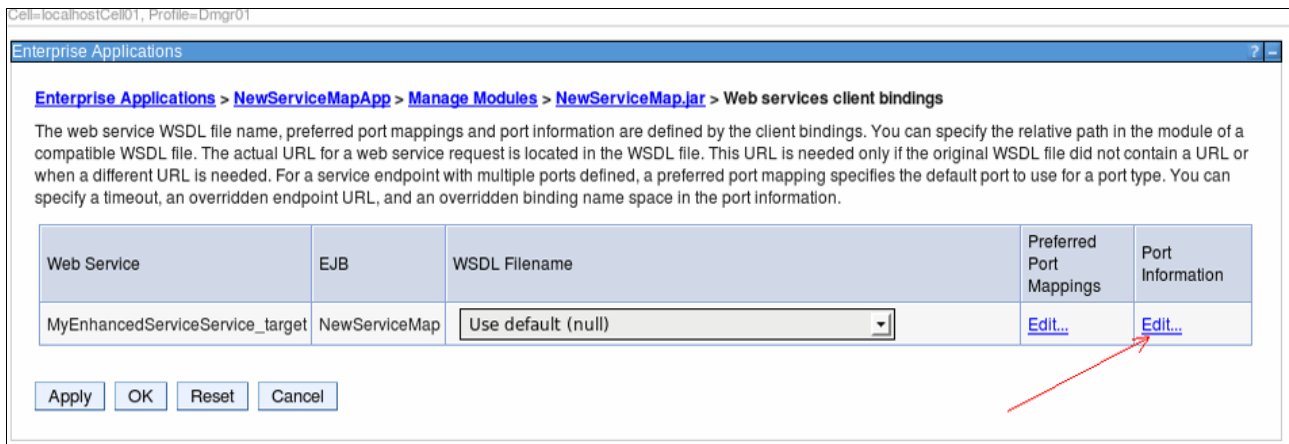 Cell=localhostCell01, Profile=Dmgr01
Enterprise Applications ? –
Enterprise Applications > NewServiceMapApp > Manage Modules > NewServiceMap.jar > Web services client bindings
The web service WSDL file name, preferred port mappings and port information are defined by the client bindings. You can specify the relative path in the module of a
compatible WSDL file. The actual URL for a web service request is located in the WSDL file. This URL is needed only if the original WSDL file did not contain a URL or
when a different URL is needed. For a service endpoint with multiple ports defined, a preferred port mapping specifies the default port to use for a port type. You can
specify a timeout, an overridden endpoint URL, and an overridden binding name space in the port information.
Web Service
EJB
WSDL Filename
Preferred
Port
Mappings
Port
Information
MyEnhancedServiceService_target
NewServiceMap
Use default (null)
Edit...
Edit...
Apply OK Reset Cancel